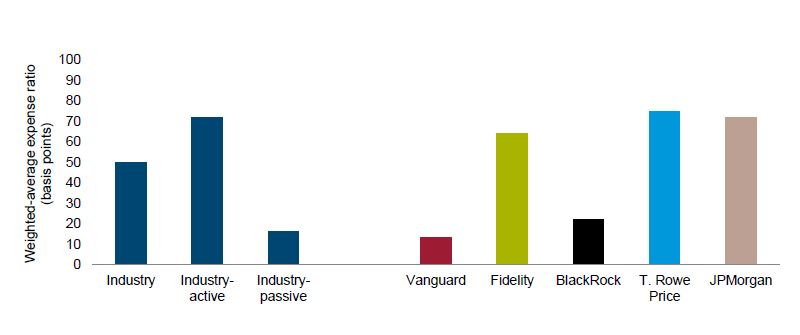 Weighted-average expense ratio
(basis points)
100
90
80
70
60
50
40
30
20
10
0
Industry
Industry-
active
Industry-
passive
Vanguard
Fidelity
BlackRock
T. Rowe
Price
JPMorgan